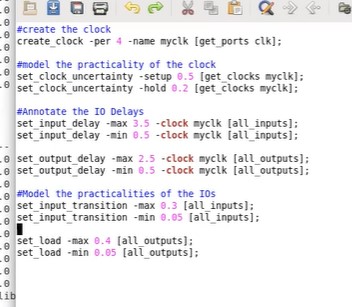 #create the clock
create_clock -per 4 -name myclk [get_ports clk];
#model the practicality of the clock
set_clock_uncertainty -setup 0.5 [get_clocks myclk];
set_clock_uncertainty -hold 0.2 [get_clocks myclk];
#Annotate the IO Delays
set_input_delay -max 3.5 -clock myclk [all_inputs];
set_input_delay -min 0.5 -clock myclk [all_inputs];
set_output_delay -max 2.5 -clock myclk [all_outputs];
set_output_delay -min 0.5 -clock myclk [all_outputs];
#Model the practicalities of the IOs
set_input_transition -max 0.3 [all_inputs];
set_input_transition -min 0.05 [all_inputs];
set_load -max 0.4 [all_outputs];
set_load -min 0.05 [all_outputs];
lib